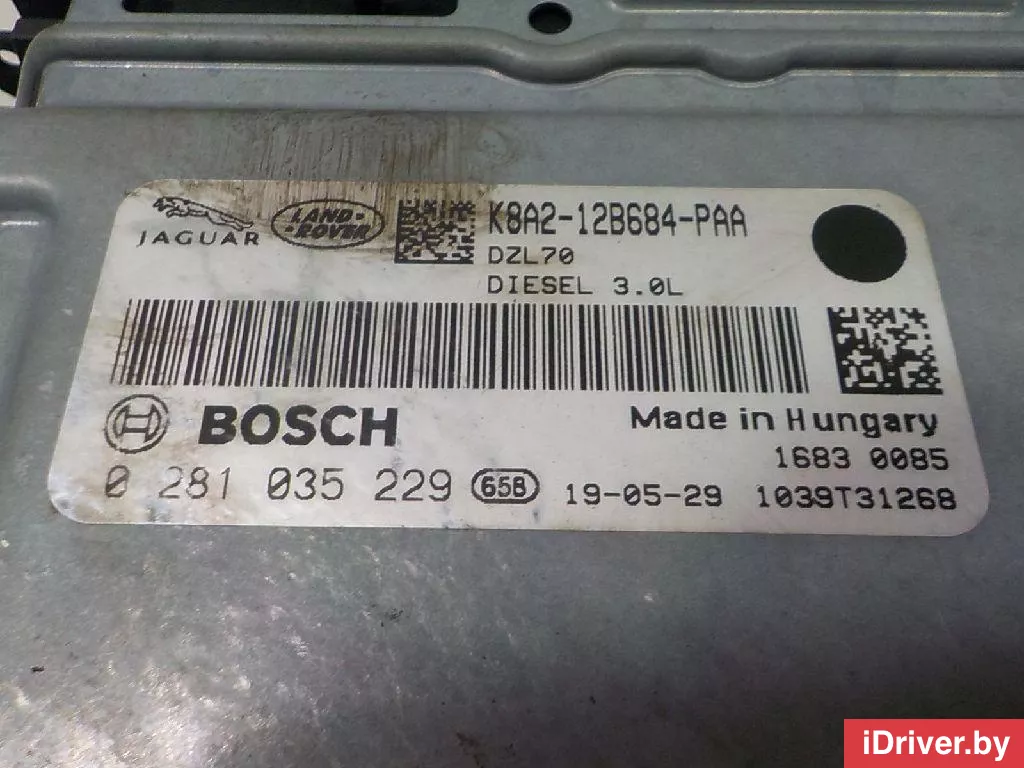 JAGUAR
LAND-
-ROVER
K8A2-12B684-PAA
DZL70
DIESEL 3.0L
BOSCH
Made in Hungary
1683 0085
0 281 035 229 65B 19-05-29 1039T31268
iDriver.by